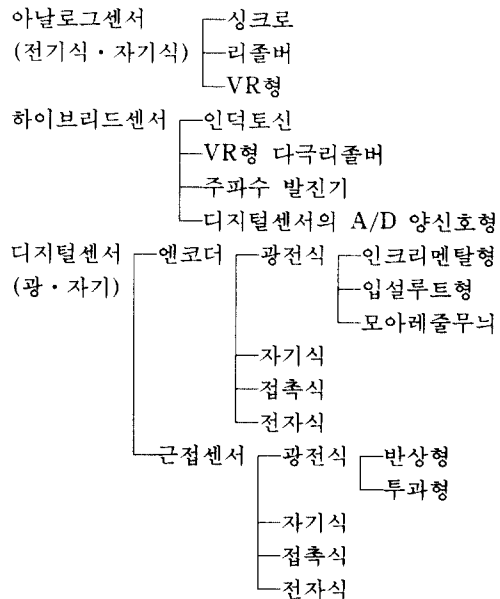 아날로그센서 싱크로
(전기식·자기식) 리졸버
VR형
하이브리드센서 인덕토신
VR형 다극리졸버
주파수 발진기
디지털센서의 A/D 양신호형
디지털센서 엔코더 광전식 인크리멘탈형
(광·자기) 입설루트형
모아레줄무늬
자기식
접촉식
전자식
근접센서 광전식 반상형
투과형
자기식
접촉식
전자식